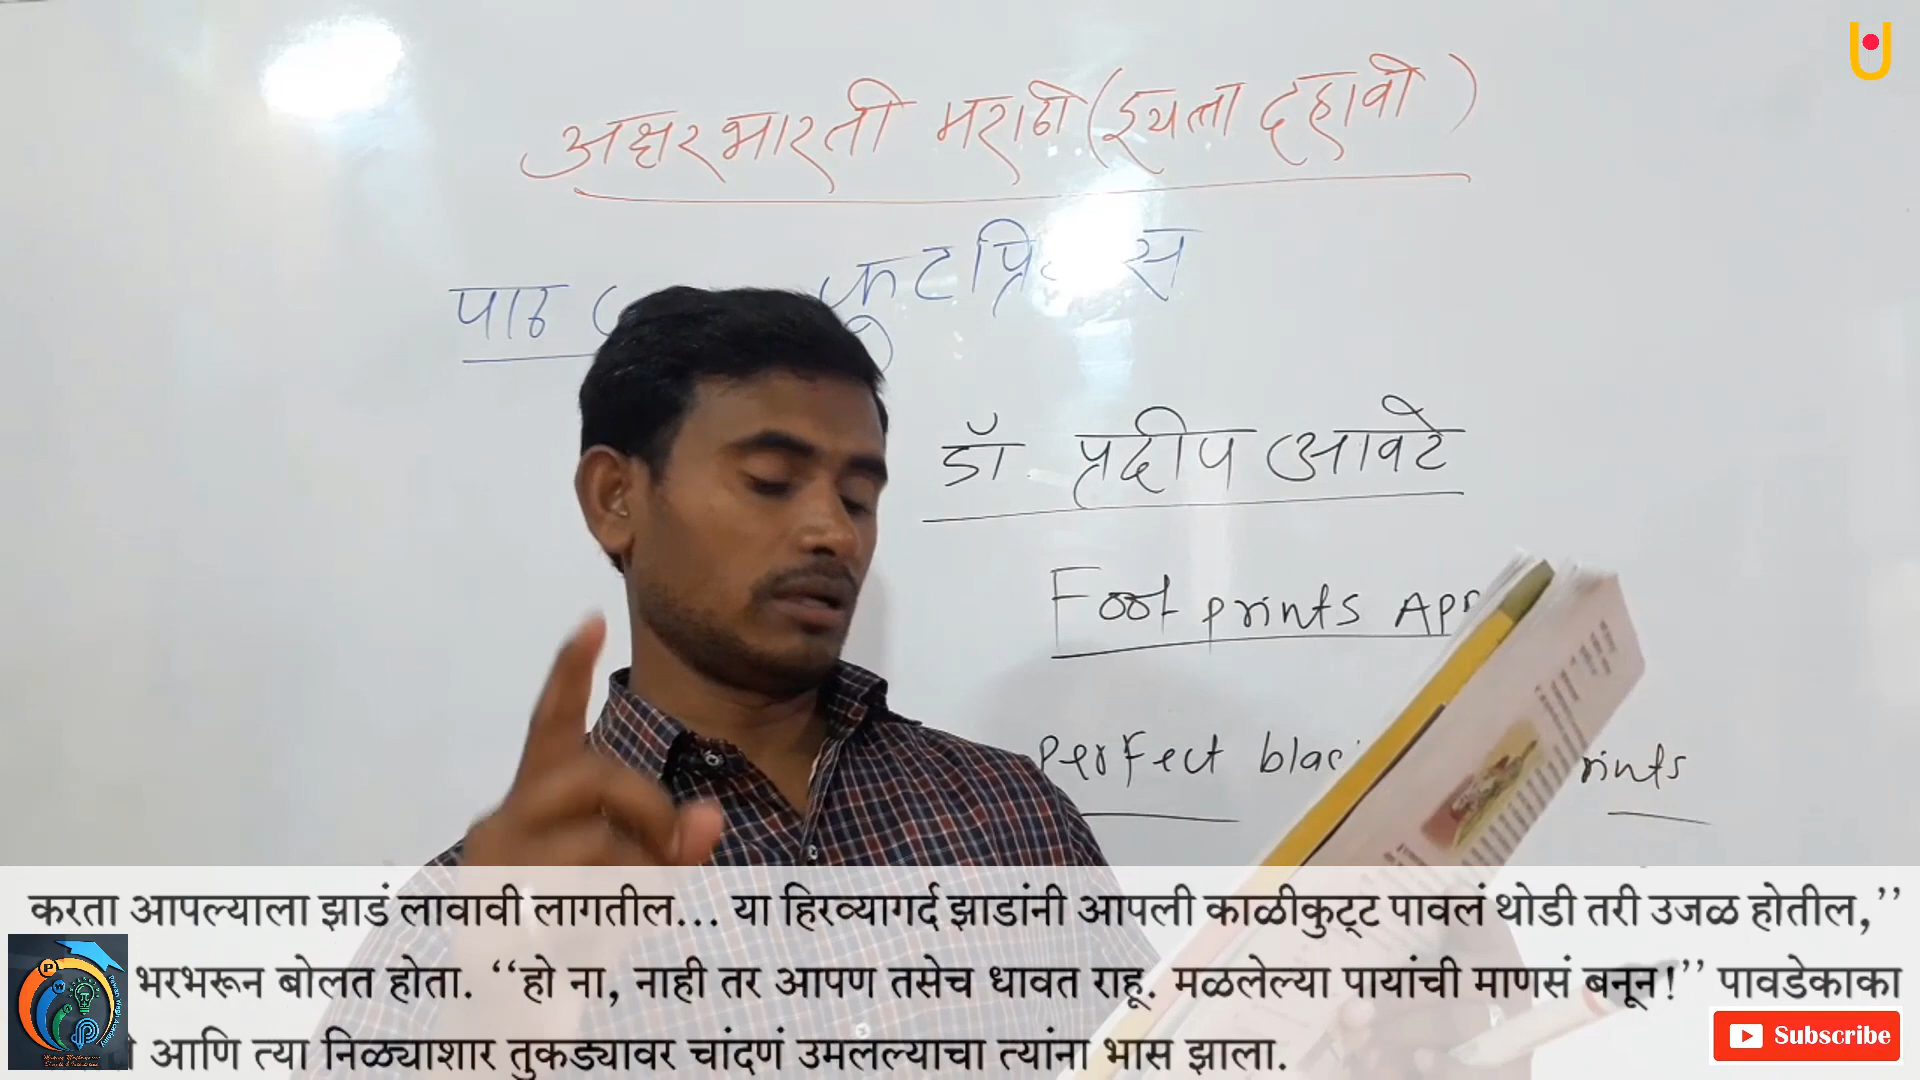 अक्षरभारती मराठी (इयत्ता दहावी)
पाठ
डॉ. प्रदीप आवटे
Foot prints
Perfect
करता आपल्याला झाडं लावावी लागतील... या हिरव्यागर्द झाडांनी आपली काळीकुट्ट पावलं थोडी तरी उजळ होतील,’’
भरभरून बोलत होता. ‘‘हो ना, नाही तर आपण तसेच धावत राहू. मळलेल्या पायांची माणसं बनून!’’ पावडेकाका
आणि त्या निळ्याशार तुकड्यावर चांदणं उमलल्याचा त्यांना भास झाला.
Subscribe